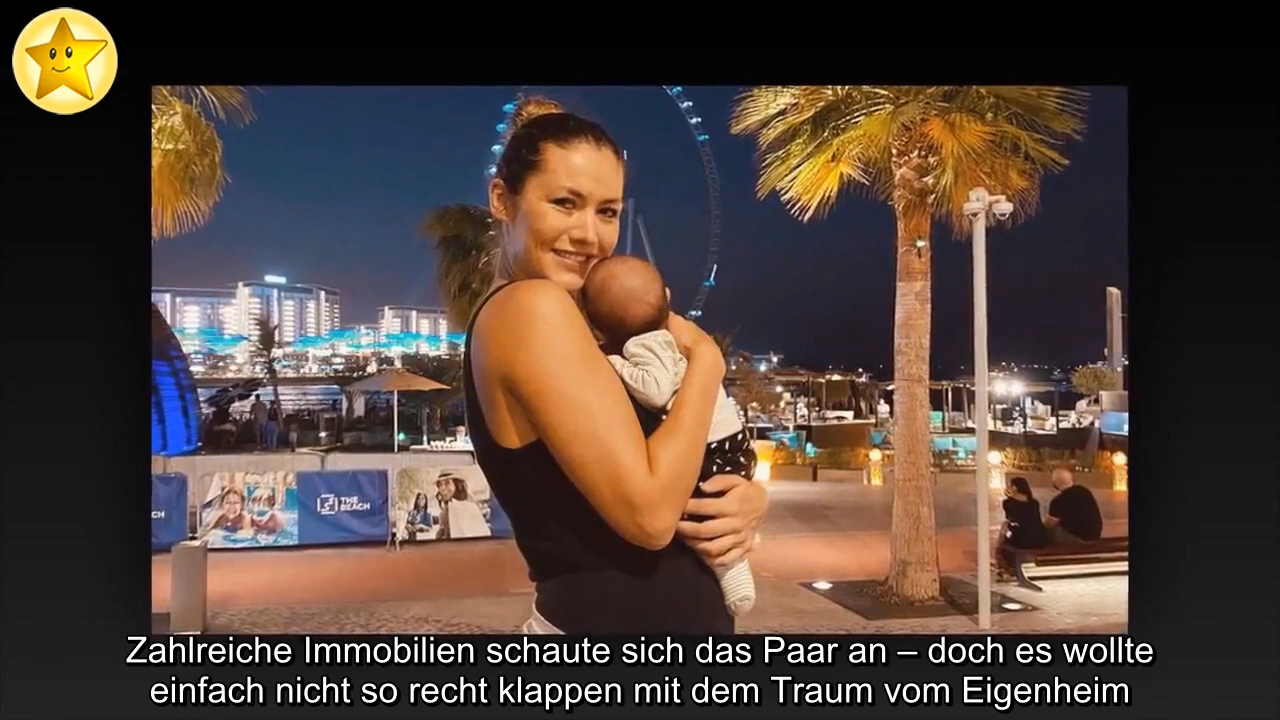 THE
BEACH
CH
Zahlreiche Immobilien schaute sich das Paar an – doch es wollte
einfach nicht so recht klappen mit dem Traum vom Eigenheim